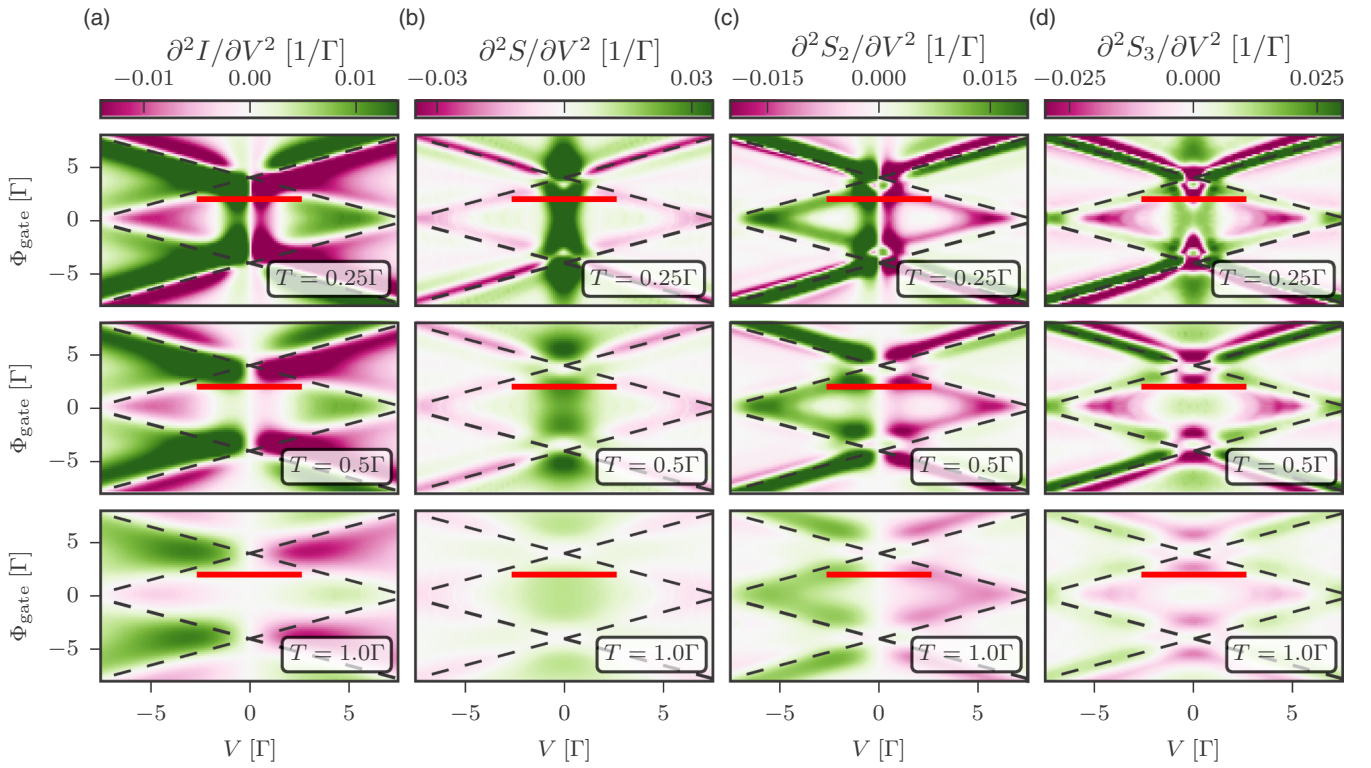 (a) (b) (c) (d)
∂²I/∂V² [1/Γ] ∂²S/∂V² [1/Γ] ∂²S₂/∂V² [1/Γ] ∂²S₃/∂V² [1/Γ]
−0.01 0.00 0.01 −0.03 0.00 0.03 −0.015 0.000 0.015 −0.025 0.000 0.025
Φgate [Γ] 5 0 −5
T = 0.25Γ T = 0.25Γ T = 0.25Γ T = 0.25Γ
Φgate [Γ] 5 0 −5
T = 0.5Γ T = 0.5Γ T = 0.5Γ T = 0.5Γ
Φgate [Γ] 5 0 −5
T = 1.0Γ T = 1.0Γ T = 1.0Γ T = 1.0Γ
−5 0 5 −5 0 5 −5 0 5 −5 0 5
V [Γ] V [Γ] V [Γ] V [Γ]